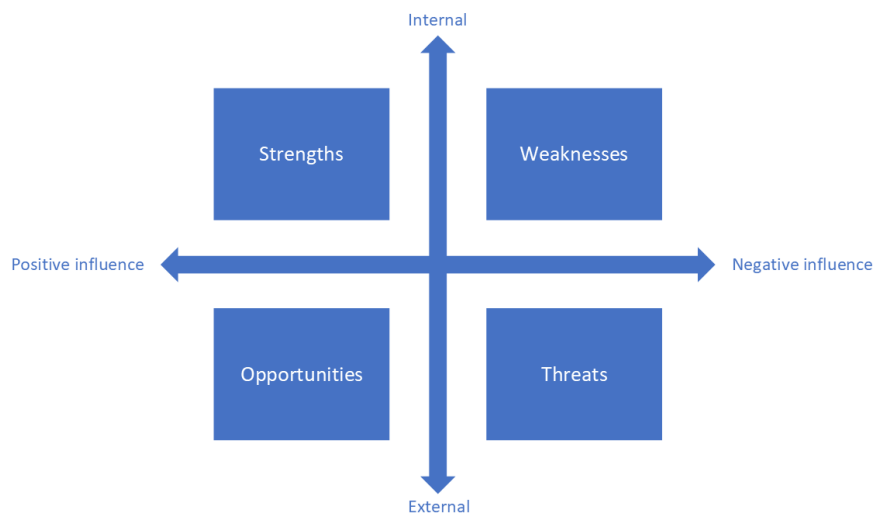 Internal
Strengths
Weaknesses
Positive influence
Negative influence
Opportunities
Threats
External